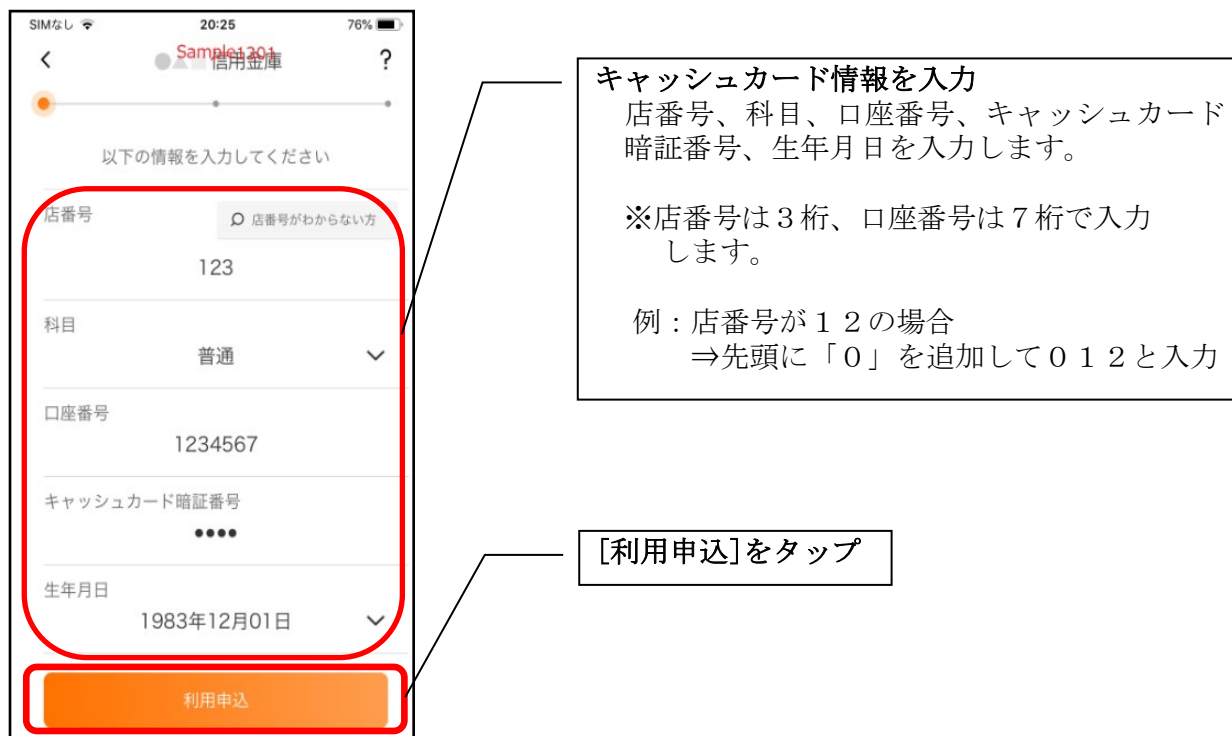 SIMなし 20:25 76%
Sample1201
信用金庫 ?
以下の情報を入力してください
店番号 店番号がわからない方
123
科目
普通
口座番号
1234567
キャッシュカード暗証番号
••••
生年月日
1983年12月01日
利用申込
キャッシュカード情報を入力
店番号、科目、口座番号、キャッシュカード
暗証番号、生年月日を入力します。
※店番号は３桁、口座番号は７桁で入力
します。
例：店番号が１２の場合
⇒先頭に「０」を追加して０１２と入力
[利用申込]をタップ